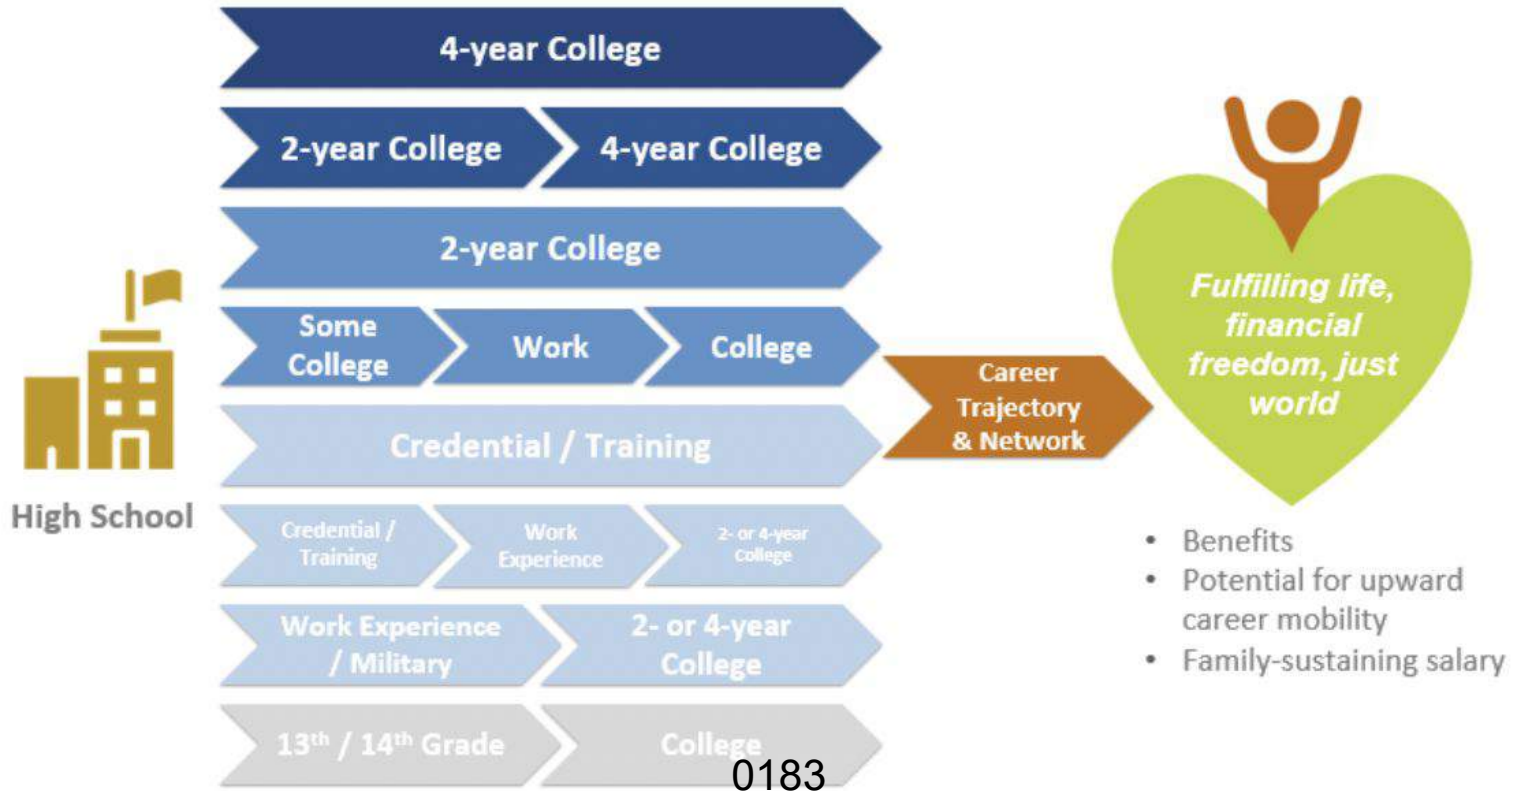 4-year College
2-year College
4-year College
2-year College
Some
College
Work
College
Credential / Training
Credential /
Training
Work
Experience
2- or 4-year
College
Work Experience
/ Military
2- or 4-year
College
13th / 14th Grade
College
High School
Career
Trajectory
& Network
Fulfilling life,
financial
freedom, just
world
• Benefits
• Potential for upward
career mobility
• Family-sustaining salary
0183